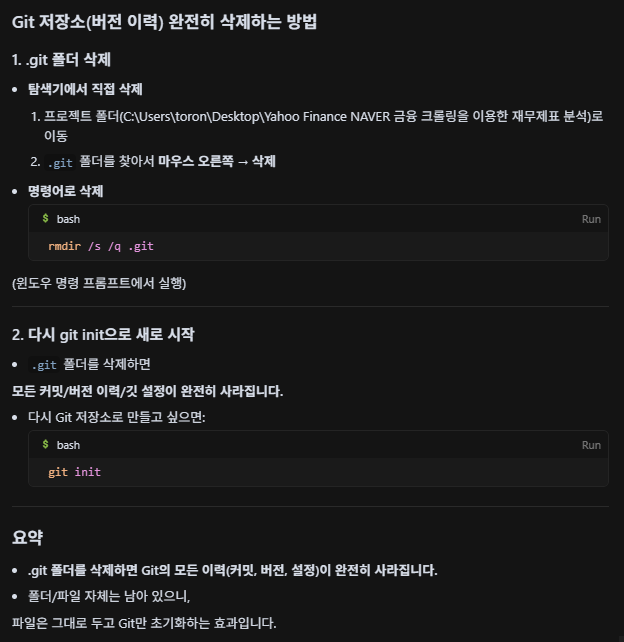 Git 저장소(버전 이력) 완전히 삭제하는 방법
1. .git 폴더 삭제
• 탐색기에서 직접 삭제
1. 프로젝트 폴더(C:\Users\toron\Desktop\Yahoo Finance NAVER 금융 크롤링을 이용한 재무제표 분석)로
이동
2. .git 폴더를 찾아서 마우스 오른쪽 → 삭제
• 명령어로 삭제
$ bash Run
rmdir /s /q .git
(윈도우 명령 프롬프트에서 실행)
2. 다시 git init으로 새로 시작
• .git 폴더를 삭제하면
모든 커밋/버전 이력/깃 설정이 완전히 사라집니다.
• 다시 Git 저장소로 만들고 싶으면:
$ bash Run
git init
요약
• .git 폴더를 삭제하면 Git의 모든 이력(커밋, 버전, 설정)이 완전히 사라집니다.
• 폴더/파일 자체는 남아 있으니,
파일은 그대로 두고 Git만 초기화하는 효과입니다.